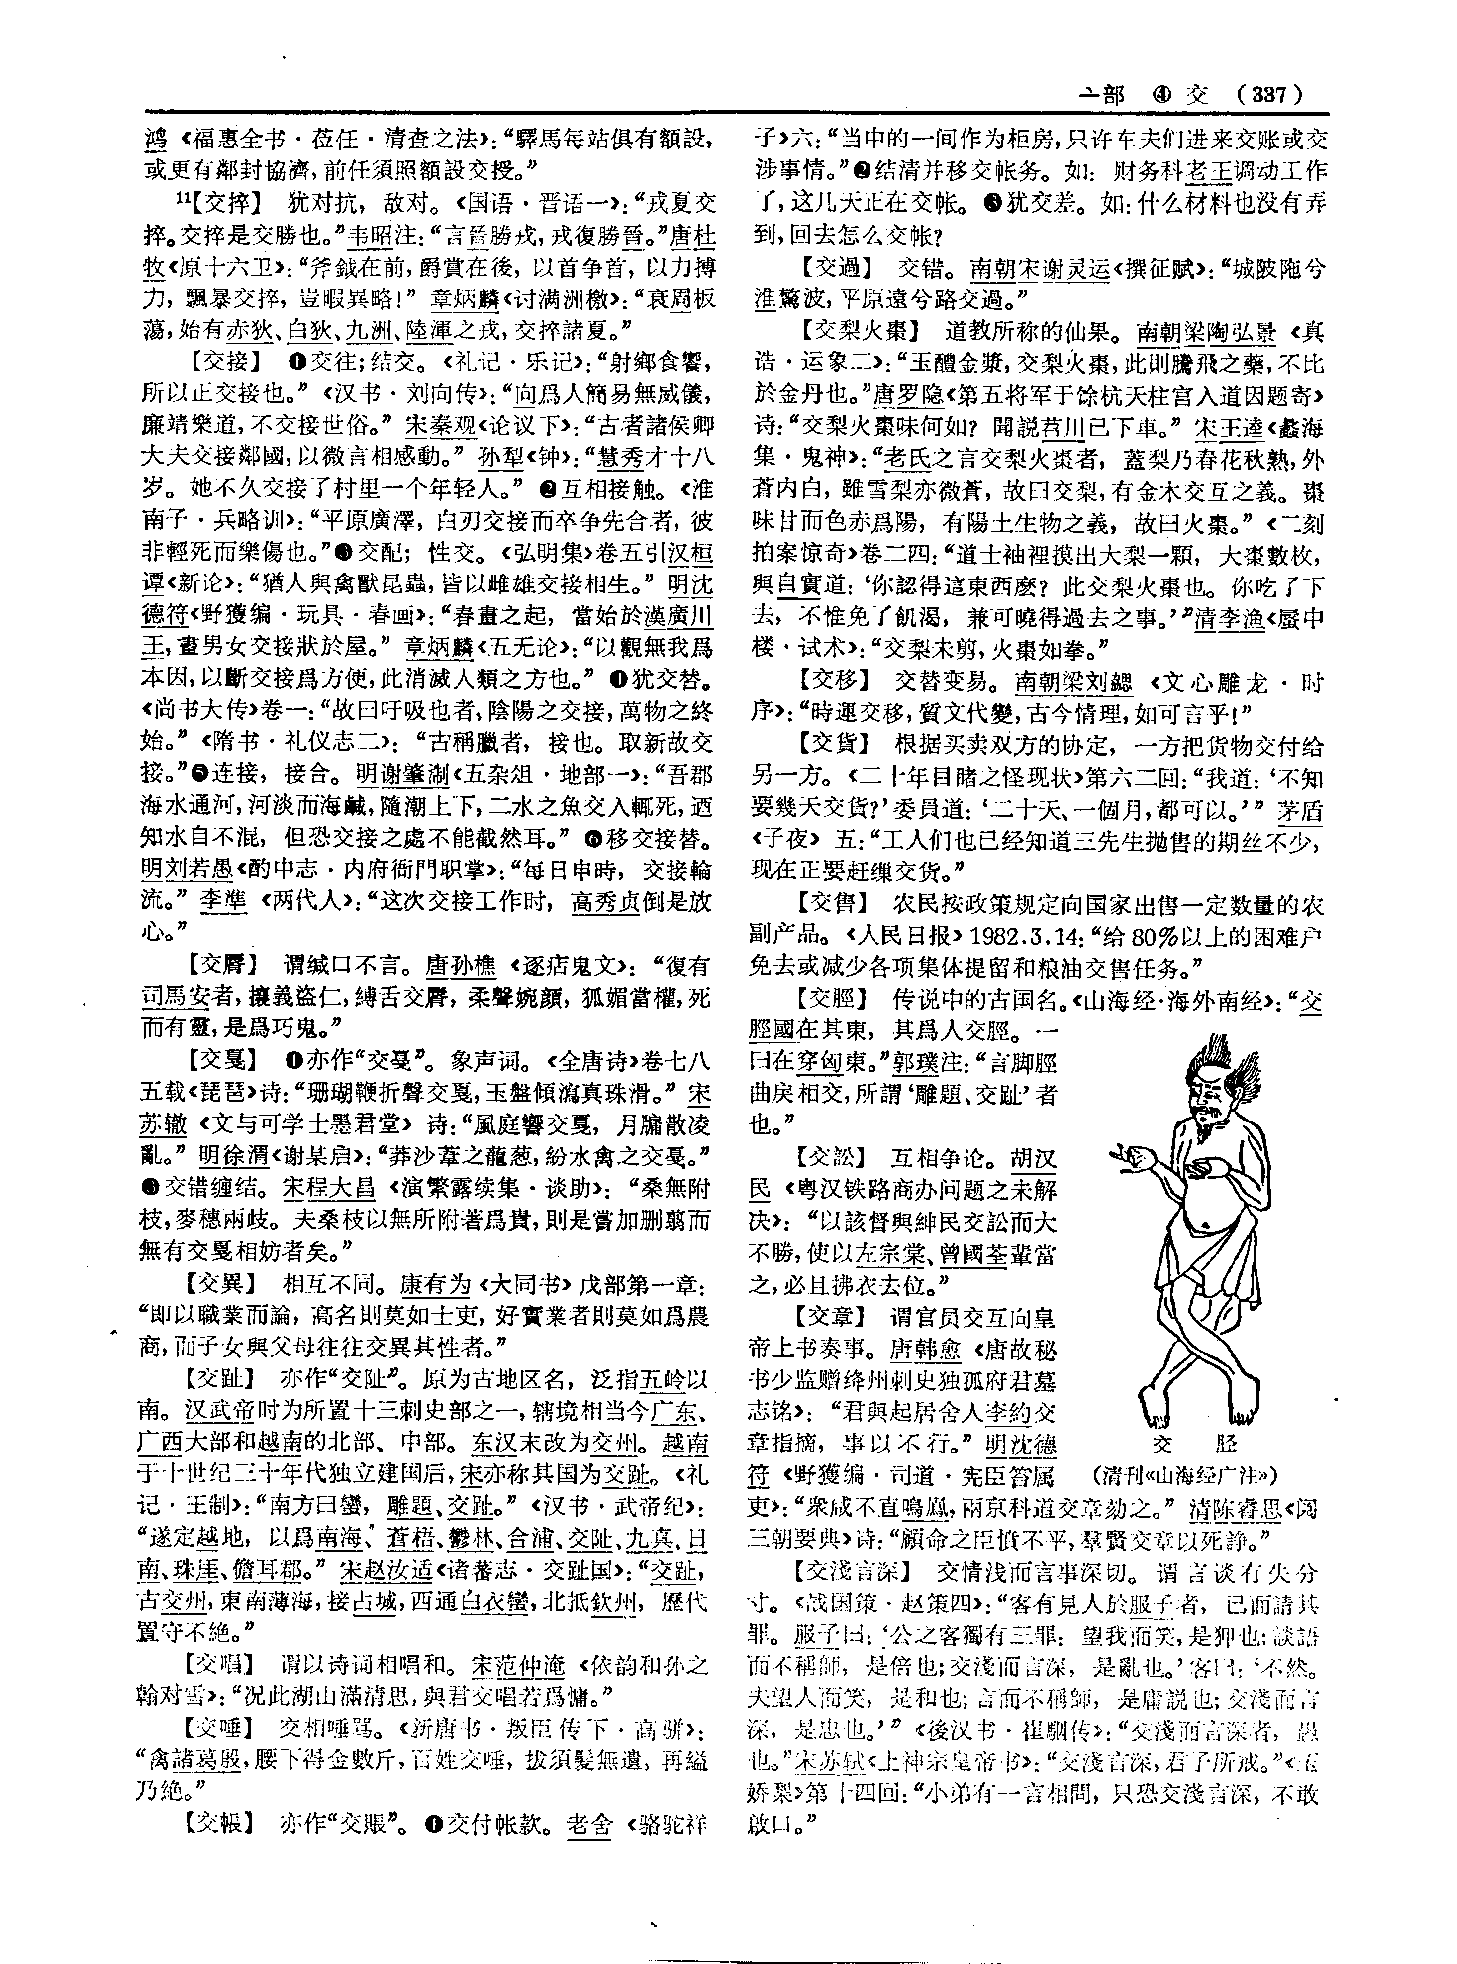 亠部 ④ 交 (337)
鸿《福惠全书·莅任·清查之法》：“驛馬每站俱有額設，
或更有鄰封協濟，前任須照額設交授。”
11【交捽】 犹对抗，敌对。《国语·晋语一》：“戎夏交
捽。交捽是交勝也。”韦昭注：“言晉勝戎，戎復勝晉。”唐杜
牧《原十六卫》：“斧鉞在前，爵賞在後，以首争首，以力搏
力，飄暴交捽，豈暇異略！” 章炳麟《讨满洲檄》：“衰周板
蕩，始有赤狄、白狄、九洲、陸渾之戎，交捽諸夏。”
【交接】 ❶交往；结交。《礼记·乐记》：“射鄉食饗，
所以正交接也。”《汉书·刘向传》：“向爲人簡易無威儀，
廉靖樂道，不交接世俗。” 宋秦观《论议下》：“古者諸侯卿
大夫交接鄰國，以微言相感動。” 孙犁《钟》：“慧秀才十八
岁。她不久交接了村里一个年轻人。” ❷互相接触。《淮
南子·兵略训》：“平原廣澤，白刃交接而卒争先合者，彼
非輕死而樂傷也。”❸交配；性交。《弘明集》卷五引汉桓
谭《新论》：“猶人與禽獸昆蟲，皆以雌雄交接相生。” 明沈
德符《野獲编·玩具·春画》：“春畫之起，當始於漢廣川
王，畫男女交接狀於屋。” 章炳麟《五无论》：“以觀無我爲
本因，以斷交接爲方便，此消滅人類之方也。” ❹犹交替。
《尚书大传》卷一：“故曰吁吸也者，陰陽之交接，萬物之終
始。”《隋书·礼仪志二》：“古稱臘者，接也。取新故交
接。”❺连接，接合。明谢肇淛《五杂俎·地部一》：“吾郡
海水通河，河淡而海鹹，隨潮上下，二水之魚交入輒死，迺
知水自不混，但恐交接之處不能截然耳。” ❻移交接替。
明刘若愚《酌中志·内府衙門职掌》：“每日申時，交接輪
流。” 李準《两代人》：“这次交接工作时，高秀贞倒是放
心。”
【交脣】 谓缄口不言。唐孙樵《逐痁鬼文》：“復有
司馬安者，攘義盜仁，縛舌交脣，柔聲婉顏，狐媚當權，死
而有靈，是爲巧鬼。”
【交戛】 ❶亦作“交戞”。象声词。《全唐诗》卷七八
五载《琵琶》诗：“珊瑚鞭折聲交戛，玉盤傾瀉真珠滑。” 宋
苏辙《文与可学士墨君堂》诗：“風庭響交戛，月牖散凌
亂。” 明徐渭《谢某启》：“莽沙葦之蘢葱，紛水禽之交戞。”
❷交错缠结。宋程大昌《演繁露续集·谈助》：“桑無附
枝，麥穗兩歧。夫桑枝以無所附著爲貴，則是嘗加删翦而
無有交戛相妨者矣。”
【交異】 相互不同。康有为《大同书》戊部第一章：
“即以職業而論，高名則莫如士吏，好實業者則莫如爲農
商，而子女與父母往往交異其性者。”
【交趾】 亦作“交阯”。原为古地区名，泛指五岭以
南。汉武帝时为所置十三刺史部之一，辖境相当今广东、
广西大部和越南的北部、中部。东汉末改为交州。越南
于十世纪三十年代独立建国后，宋亦称其国为交趾。《礼
记·王制》：“南方曰蠻，雕題、交趾。”《汉书·武帝纪》：
“遂定越地，以爲南海、蒼梧、鬱林、合浦、交阯、九真、日
南、珠厓、儋耳郡。” 宋赵汝适《诸蕃志·交趾国》：“交趾，
古交州，東南薄海，接占城，西通白衣蠻，北抵欽州，歷代
置守不絶。”
【交唱】 谓以诗词相唱和。宋范仲淹《依韵和孙之
翰对雪》：“況此湖山滿清思，與君交唱若爲慵。”
【交唾】 交相唾骂。《新唐书·叛臣传下·高骈》：
“禽諸葛殷，腰下得金數斤，百姓交唾，拔須髮無遺，再縊
乃絶。”
【交帳】 亦作“交賬”。❶交付帐款。老舍《骆驼祥
子》六：“当中的一间作为柜房，只许车夫们进来交账或交
涉事情。”❷结清并移交帐务。如：财务科老王调动工作
了，这几天正在交帐。❸犹交差。如：什么材料也没有弄
到，回去怎么交帐？
【交過】 交错。南朝宋谢灵运《撰征赋》：“城陂陁兮
淮驚波，平原遠兮路交過。”
【交梨火棗】 道教所称的仙果。南朝梁陶弘景《真
诰·运象二》：“玉醴金漿，交梨火棗，此則騰飛之藥，不比
於金丹也。”唐罗隐《第五将军于馀杭天柱宫入道因题寄》
诗：“交梨火棗味何如？聞説苕川已下車。” 宋王逵《蠡海
集·鬼神》：“老氏之言交梨火棗者，蓋梨乃春花秋熟，外
蒼内白，雖雪梨亦微蒼，故曰交梨，有金木交互之義。棗
味甘而色赤爲陽，有陽土生物之義，故曰火棗。”《二刻
拍案惊奇》卷二四：“道士袖裡摸出大梨一顆，大棗數枚，
與自實道：‘你認得這東西麽？此交梨火棗也。你吃了下
去，不惟免了飢渴，兼可曉得過去之事。’”清李渔《蜃中
楼·试术》：“交梨未剪，火棗如拳。”
【交移】 交替变易。南朝梁刘勰《文心雕龙·时
序》：“時運交移，質文代變，古今情理，如可言乎！”
【交貨】 根据买卖双方的协定，一方把货物交付给
另一方。《二十年目睹之怪现状》第六二回：“我道：‘不知
要幾天交貨？’委員道：‘二十天、一個月，都可以。’” 茅盾
《子夜》五：“工人们也已经知道三先生抛售的期丝不少，
现在正要赶缫交货。”
【交售】 农民按政策规定向国家出售一定数量的农
副产品。《人民日报》1982.3.14：“给80%以上的困难户
免去或减少各项集体提留和粮油交售任务。”
【交脛】 传说中的古国名。《山海经·海外南经》：“交
脛國在其東，其爲人交脛。一
曰在穿匈東。”郭璞注：“言脚脛
曲戾相交，所謂‘雕題、交趾’者
也。”
【交訟】 互相争论。胡汉
民《粤汉铁路商办问题之未解
决》：“以該督與紳民交訟而大
不勝，使以左宗棠、曾國荃輩當
之，必且拂衣去位。”
【交章】 谓官员交互向皇
帝上书奏事。唐韩愈《唐故秘
书少监赠绛州刺史独孤府君墓
志铭》：“君與起居舍人李約交
章指摘，事以不行。” 明沈德
符《野獲编·司道·宪臣笞属
吏》：“衆咸不直鳴鳳，兩京科道交章劾之。” 清陈睿思《阅
三朝要典》诗：“顧命之臣憤不平，羣賢交章以死諍。”
【交淺言深】 交情浅而言事深切。谓言谈有失分
寸。《战国策·赵策四》：“客有見人於服子者，已而請其
罪。服子曰：‘公之客獨有三罪：望我而笑，是狎也；談語
而不稱師，是倍也；交淺而言深，是亂也。’客曰：‘不然。
夫望人而笑，是和也；言而不稱師，是庸説也；交淺而言
深，是忠也。’”《後汉书·崔駰传》：“交淺而言深者，愚
也。”宋苏轼《上神宗皇帝书》：“交淺言深，君子所戒。”《玉
娇梨》第十四回：“小弟有一言相問，只恐交淺言深，不敢
啟口。”
交 脛
（清刊《山海经广注》）